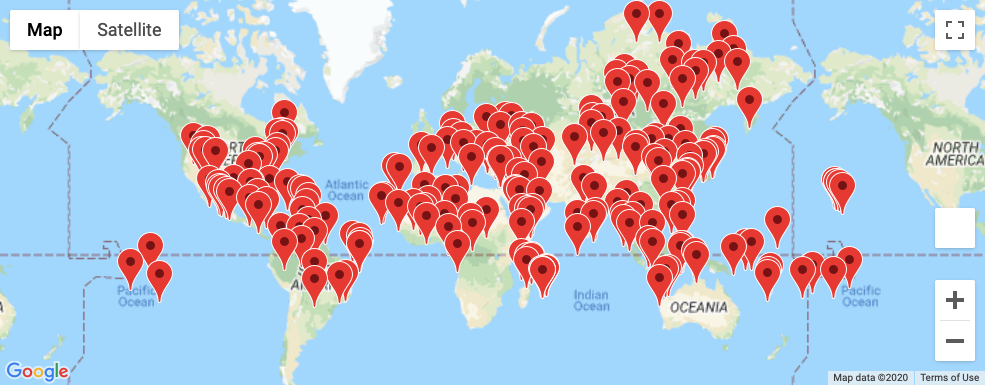 Map
Satellite
NORTH
AMERICA
Atlantic
Ocean
Pacific
Ocean
Indian
Ocean
OCEANIA
Pacific
Ocean
Google
Map data ©2020
Terms of Use